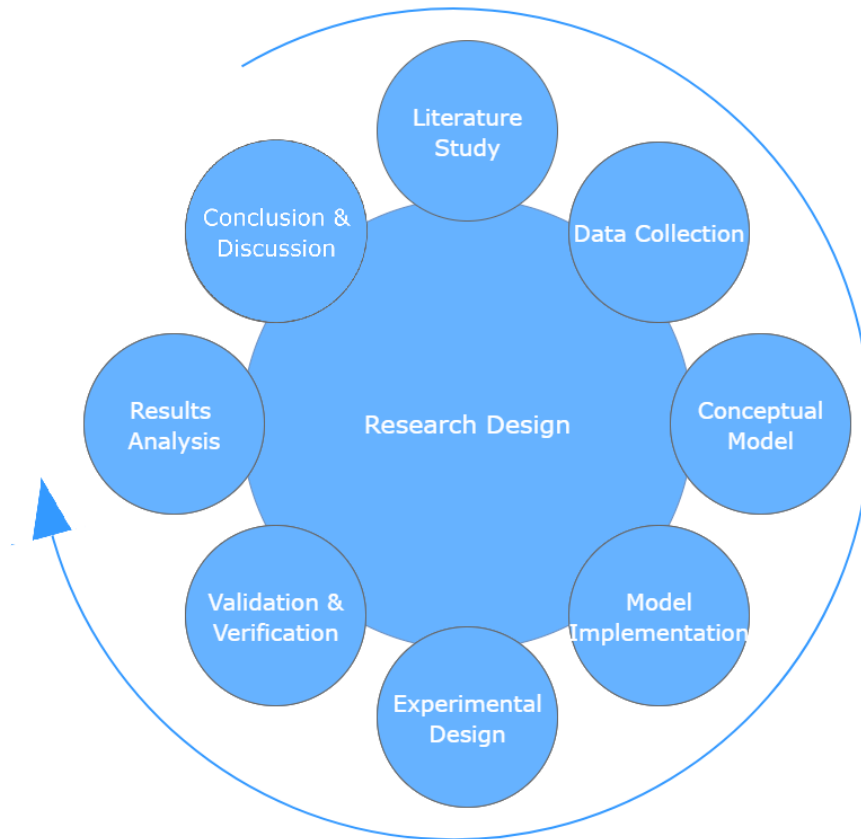 Literature
Study
Data Collection
Conceptual
Model
Model
Implementation
Experimental
Design
Validation &
Verification
Results
Analysis
Conclusion &
Discussion
Research Design